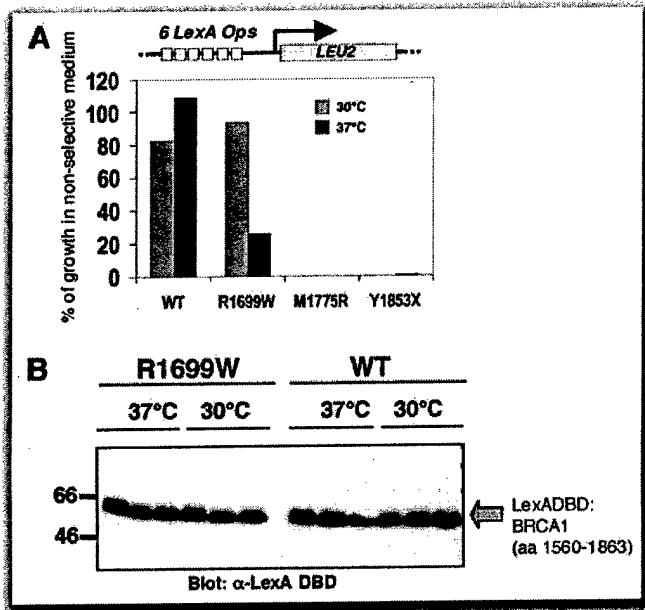 A
6 LexA Ops
LEU2
% of growth in non-selective medium
120
100
80
60
40
20
0
30°C
37°C
WT R1699W M1775R Y1853X
B
R1699W WT
37°C 30°C 37°C 30°C
66
46
LexADBD:
BRCA1
(aa 1560-1863)
Blot: α-LexA DBD